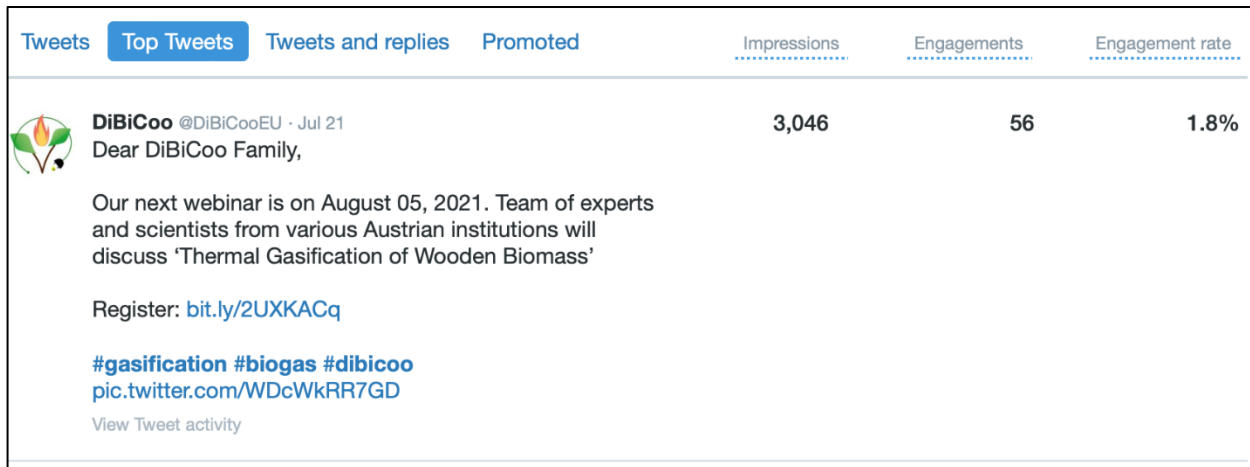 Tweets Top Tweets Tweets and replies Promoted Impressions Engagements Engagement rate
DiBiCoo @DiBiCooEU · Jul 21 3,046 56 1.8%
Dear DiBiCoo Family,
Our next webinar is on August 05, 2021. Team of experts
and scientists from various Austrian institutions will
discuss ‘Thermal Gasification of Wooden Biomass’
Register: bit.ly/2UXKACq
#gasification #biogas #dibicoo
pic.twitter.com/WDcWkRR7GD
View Tweet activity